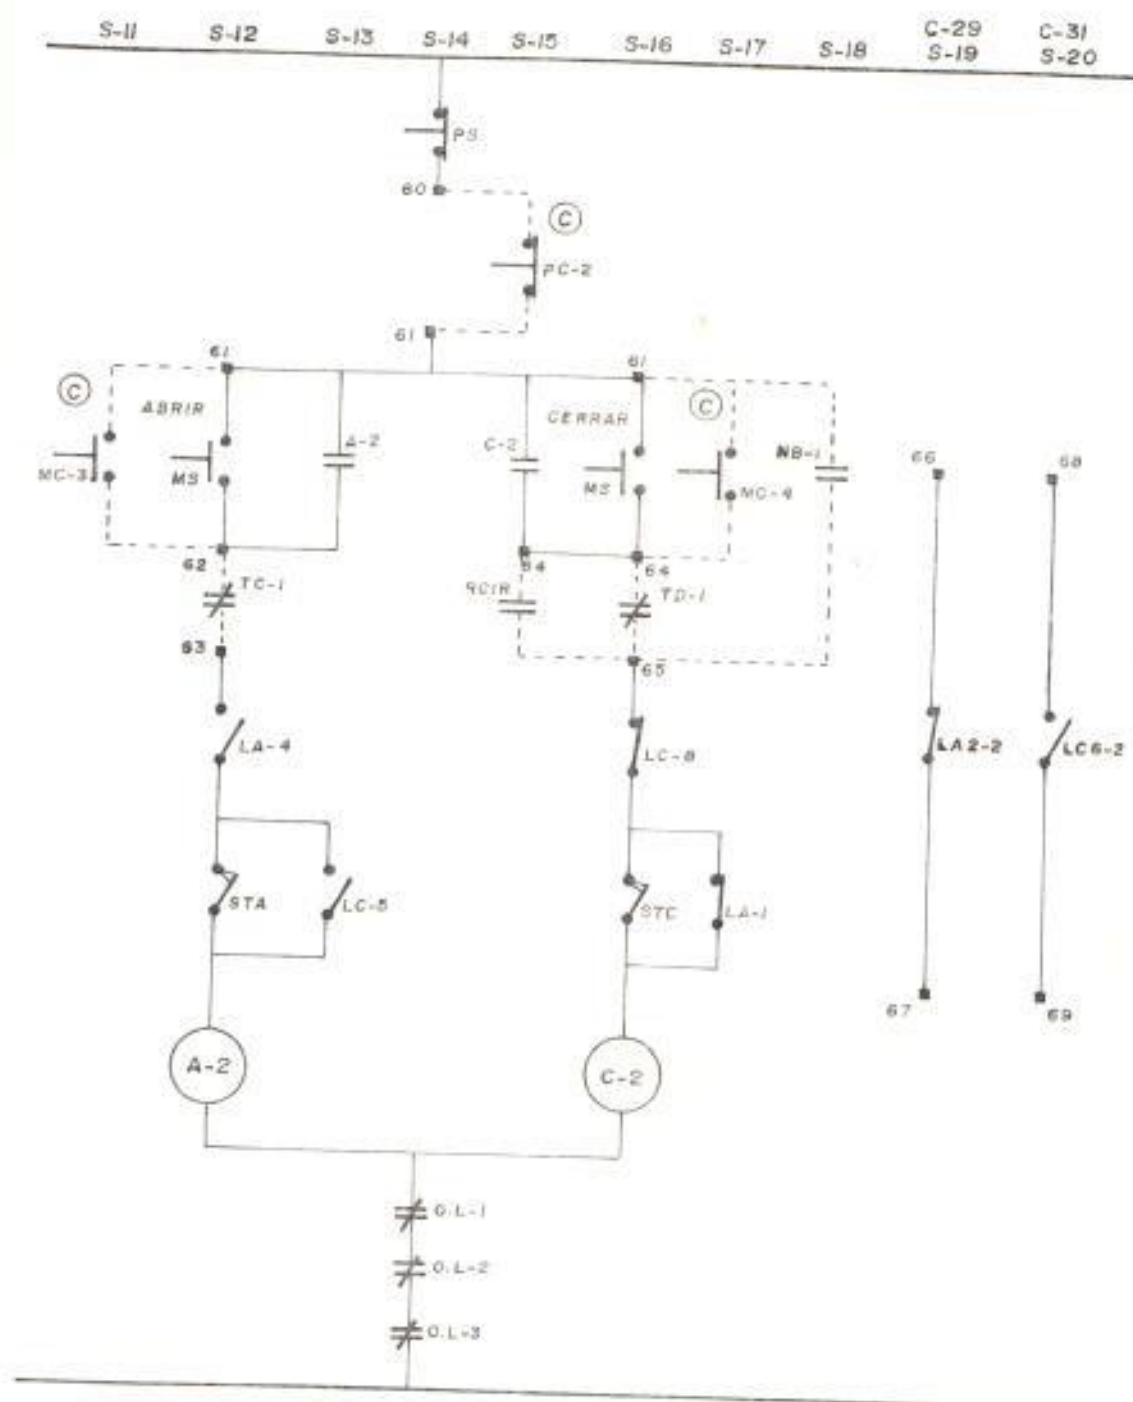 C-29 C-31
S-11 S-12 S-13 S-14 S-15 S-16 S-17 S-18 S-19 S-20
PS
60
C
PC-2
61
61 61
C ABRIR CERRAR C
A-2 C-2 NB-1
MC-3 MS MS MC-4 66 68
62 64 64
TC-1 RCIR TD-1
63 65
LA-4 LC-8 LA2-2 LC6-2
STA LC-5 STC LA-1
67 69
A-2 C-2
O.L-1
O.L-2
O.L-3